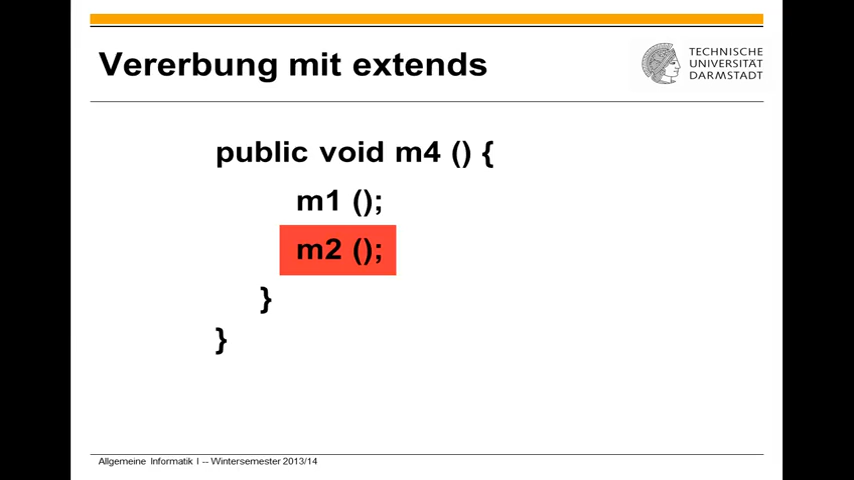 Vererbung mit extends
TECHNISCHE
UNIVERSITÄT
DARMSTADT
public void m4 () {
m1 ();
m2 ();
}
}
Allgemeine Informatik I -- Wintersemester 2013/14